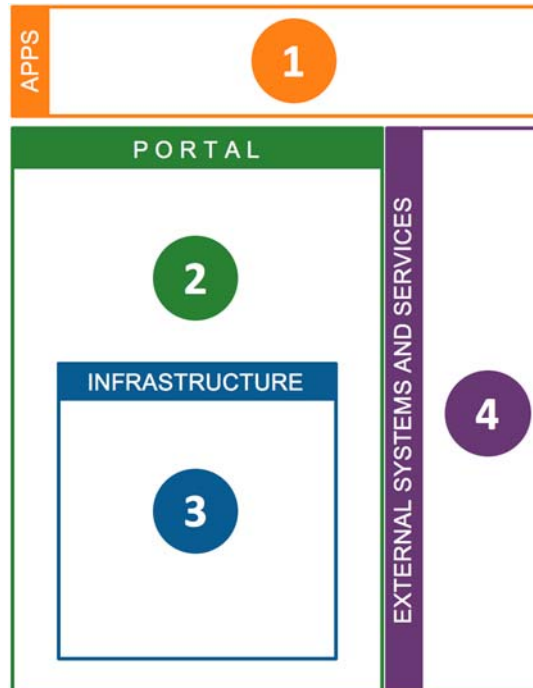 APPS
1
PORTAL
2
INFRASTRUCTURE
3
EXTERNAL SYSTEMS AND SERVICES
4